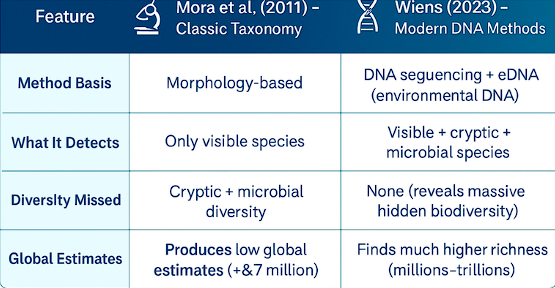 Feature
Mora et al, (2011) –
Classic Taxonomy
Wiens (2023) –
Modern DNA Methods
Method Basis
Morphology-based
DNA seguencing + eDNA
(environmental DNA)
What It Detects
Only visible species
Visible + cryptic +
microbial species
Diversity Missed
Cryptic + microbial
diversity
None (reveals massive
hidden biodiversity)
Global Estimates
Produces low global
estimates (+&7 million)
Finds much higher richness
(millions–trillions)